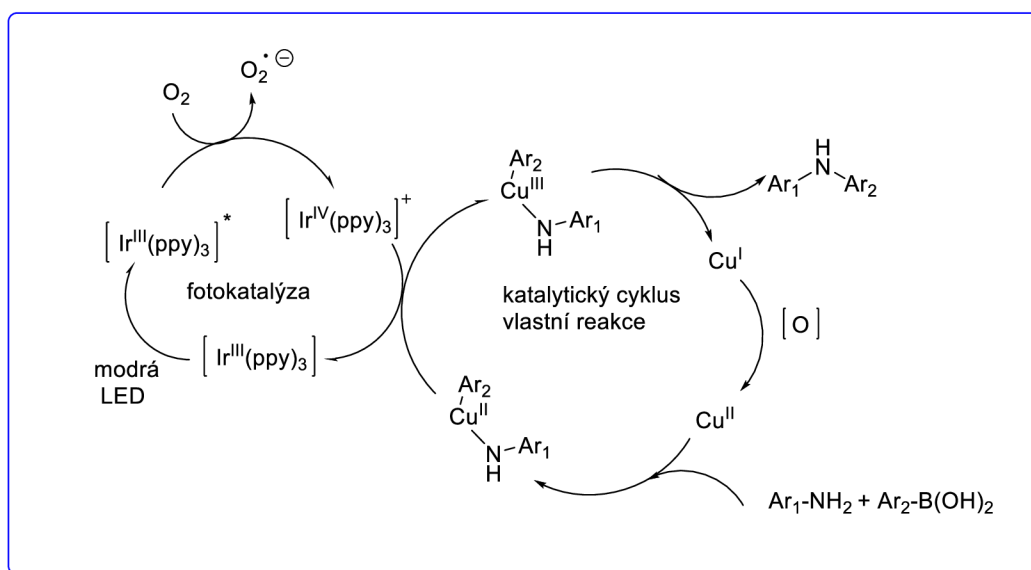 O₂
O₂•⊖
[Irᴵᴵᴵ(ppy)₃]*
[Irᴵⱽ(ppy)₃]⁺
fotokatalýza
[Irᴵᴵᴵ(ppy)₃]
modrá
LED
Ar₂
Cuᴵᴵᴵ
N
H
Ar₁
katalytický cyklus
vlastní reakce
Ar₂
Cuᴵᴵ
N
H
Ar₁
H
N
Ar₁
Ar₂
Cuᴵ
[O]
Cuᴵᴵ
Ar₁-NH₂ + Ar₂-B(OH)₂